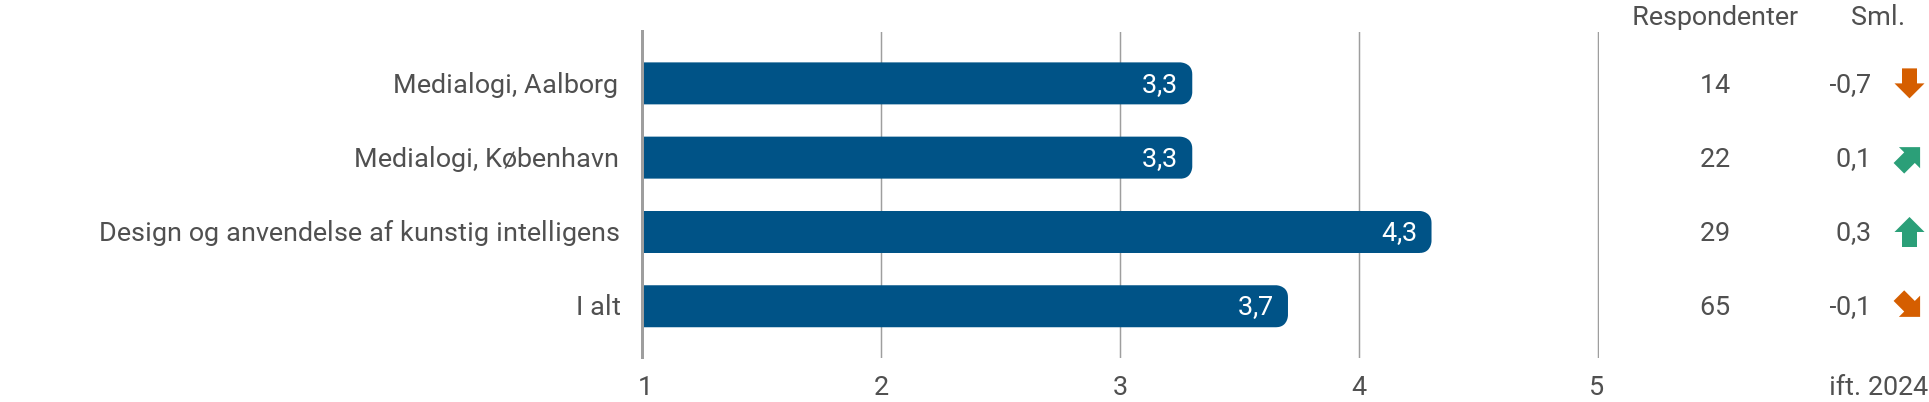 Respondenter Sml.
Medialogi, Aalborg 3,3 14 -0,7
Medialogi, København 3,3 22 0,1
Design og anvendelse af kunstig intelligens 4,3 29 0,3
I alt 3,7 65 -0,1
1 2 3 4 5 ift. 2024